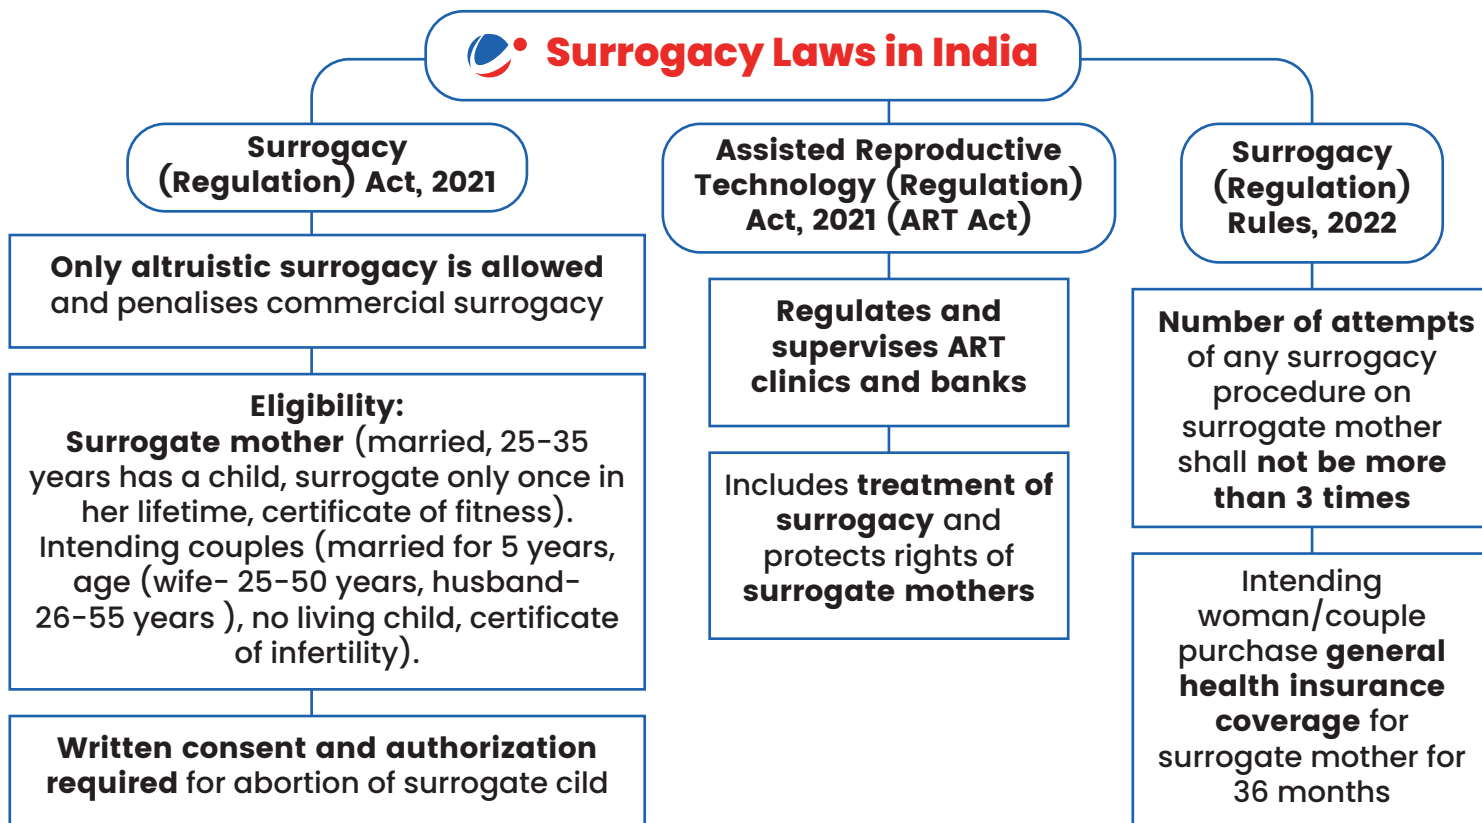 Surrogacy Laws in India
Surrogacy
(Regulation) Act, 2021
Only altruistic surrogacy is allowed
and penalises commercial surrogacy
Eligibility:
Surrogate mother (married, 25-35
years has a child, surrogate only once in
her lifetime, certificate of fitness).
Intending couples (married for 5 years,
age (wife- 25-50 years, husband-
26-55 years ), no living child, certificate
of infertility).
Written consent and authorization
required for abortion of surrogate cild
Assisted Reproductive
Technology (Regulation)
Act, 2021 (ART Act)
Regulates and
supervises ART
clinics and banks
Includes treatment of
surrogacy and
protects rights of
surrogate mothers
Surrogacy
(Regulation)
Rules, 2022
Number of attempts
of any surrogacy
procedure on
surrogate mother
shall not be more
than 3 times
Intending
woman/couple
purchase general
health insurance
coverage for
surrogate mother for
36 months